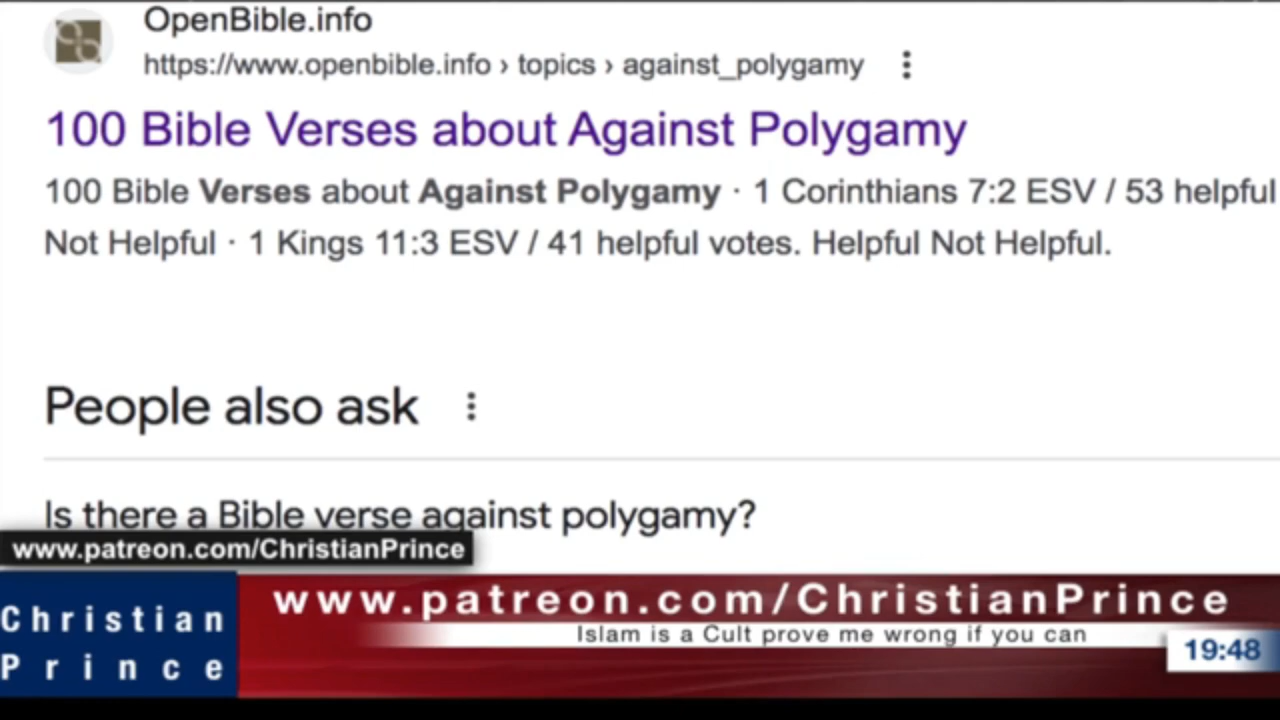 OpenBible.info
https://www.openbible.info › topics › against_polygamy
100 Bible Verses about Against Polygamy
100 Bible Verses about Against Polygamy · 1 Corinthians 7:2 ESV / 53 helpful
Not Helpful · 1 Kings 11:3 ESV / 41 helpful votes. Helpful Not Helpful.
People also ask
Is there a Bible verse against polygamy?
www.patreon.com/ChristianPrince
Christian
Prince
www.patreon.com/ChristianPrince
Islam is a Cult prove me wrong if you can
19:48